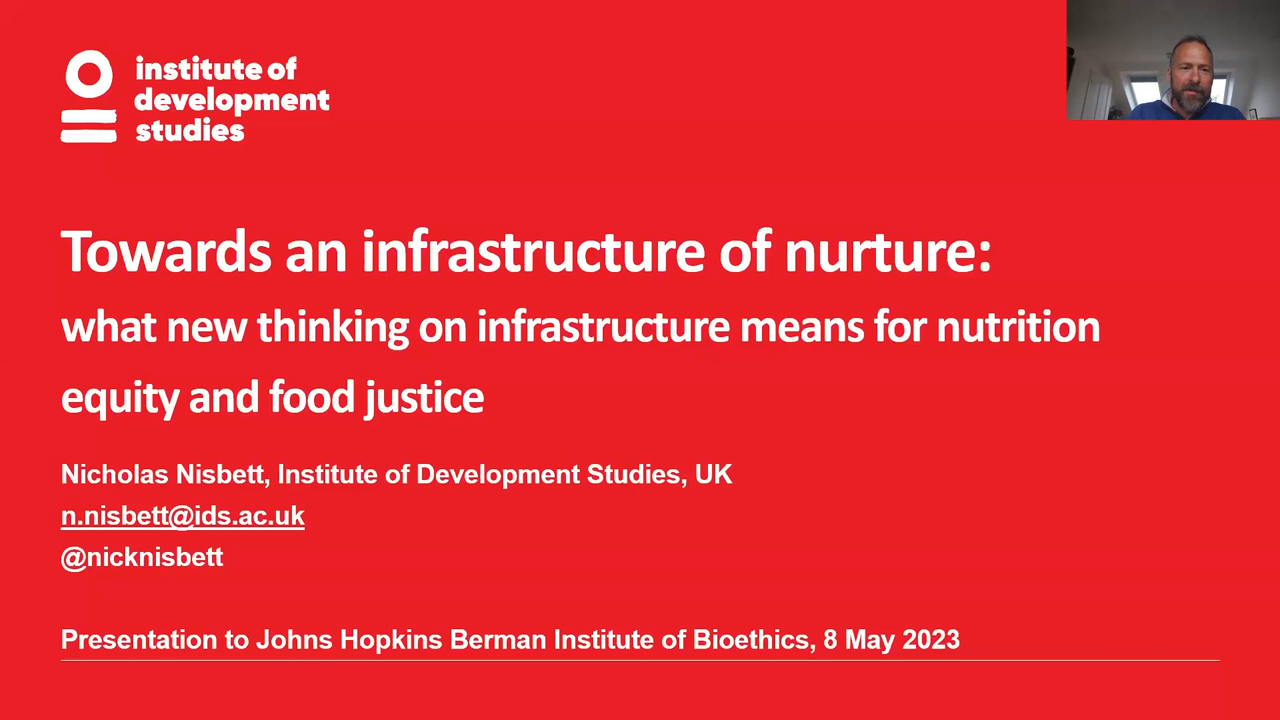 institute of
development
studies
Towards an infrastructure of nurture:
what new thinking on infrastructure means for nutrition
equity and food justice
Nicholas Nisbett, Institute of Development Studies, UK
n.nisbett@ids.ac.uk
@nicknisbett
Presentation to Johns Hopkins Berman Institute of Bioethics, 8 May 2023